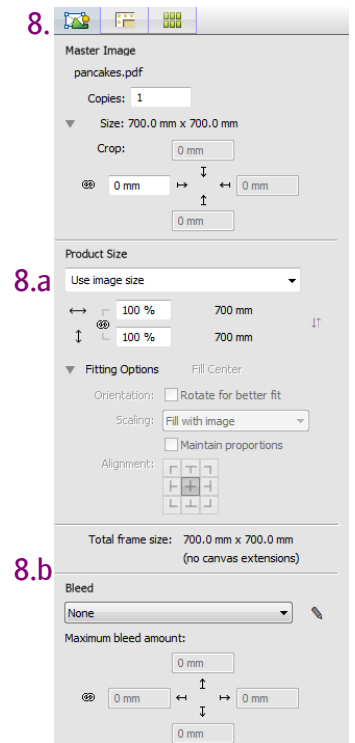 8.
Master Image
pancakes.pdf
Copies: 1
Size: 700.0 mm x 700.0 mm
Crop:
0 mm
0 mm
0 mm
0 mm
Product Size
8.a
Use image size
100 % 700 mm
100 % 700 mm
Fitting Options Fill Center
Orientation: Rotate for better fit
Scaling: Fill with image
Maintain proportions
Alignment:
Total frame size: 700.0 mm x 700.0 mm
(no canvas extensions)
8.b
Bleed
None
Maximum bleed amount:
0 mm
0 mm
0 mm
0 mm